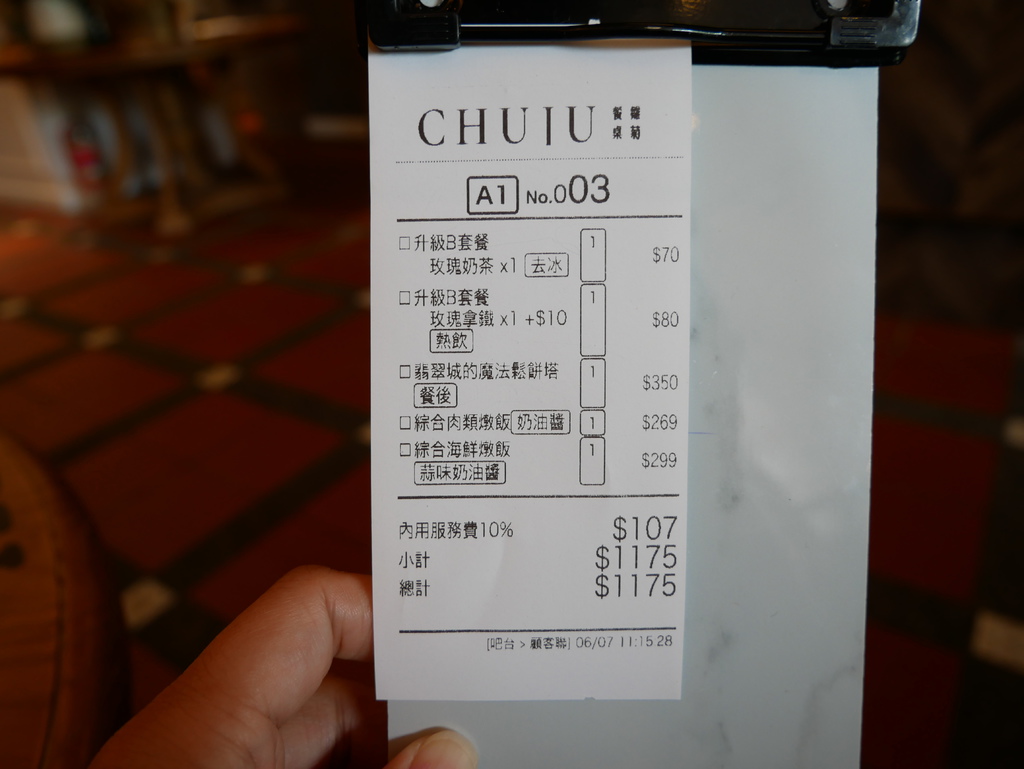 CHUJU 雛菊餐桌
A1 No.003
□ 升級B套餐 1 $70
玫瑰奶茶 x1 去冰
□ 升級B套餐 1 $80
玫瑰拿鐵 x1 +$10
熱飲
□ 翡翠城的魔法鬆餅塔 1 $350
餐後
□ 綜合肉類燉飯 奶油醬 1 $269
□ 綜合海鮮燉飯 1 $299
蒜味奶油醬
內用服務費10% $107
小計 $1175
總計 $1175
[吧台 > 顧客聯] 06/07 11:15:28